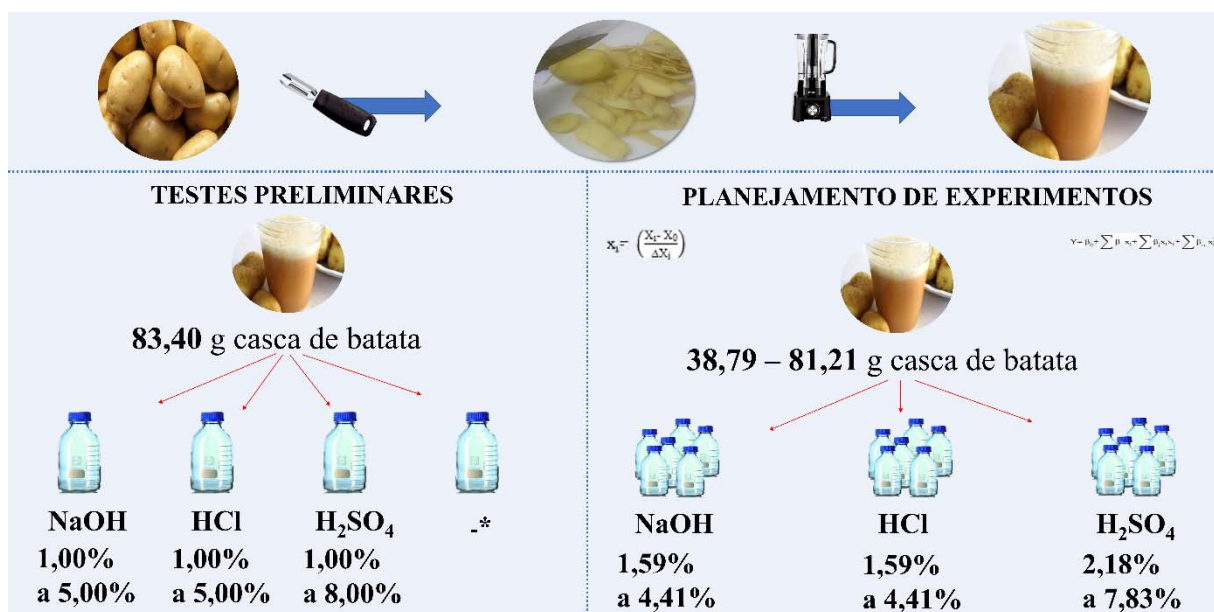 TESTES PRELIMINARES
83,40 g casca de batata
NaOH HCl H₂SO₄ -*
1,00% 1,00% 1,00%
a 5,00% a 5,00% a 8,00%
PLANEJAMENTO DE EXPERIMENTOS
xᵢ= (Xᵢ- X₀ / ΔXᵢ)
38,79 – 81,21 g casca de batata
NaOH HCl H₂SO₄
1,59% 1,59% 2,18%
a 4,41% a 4,41% a 7,83%